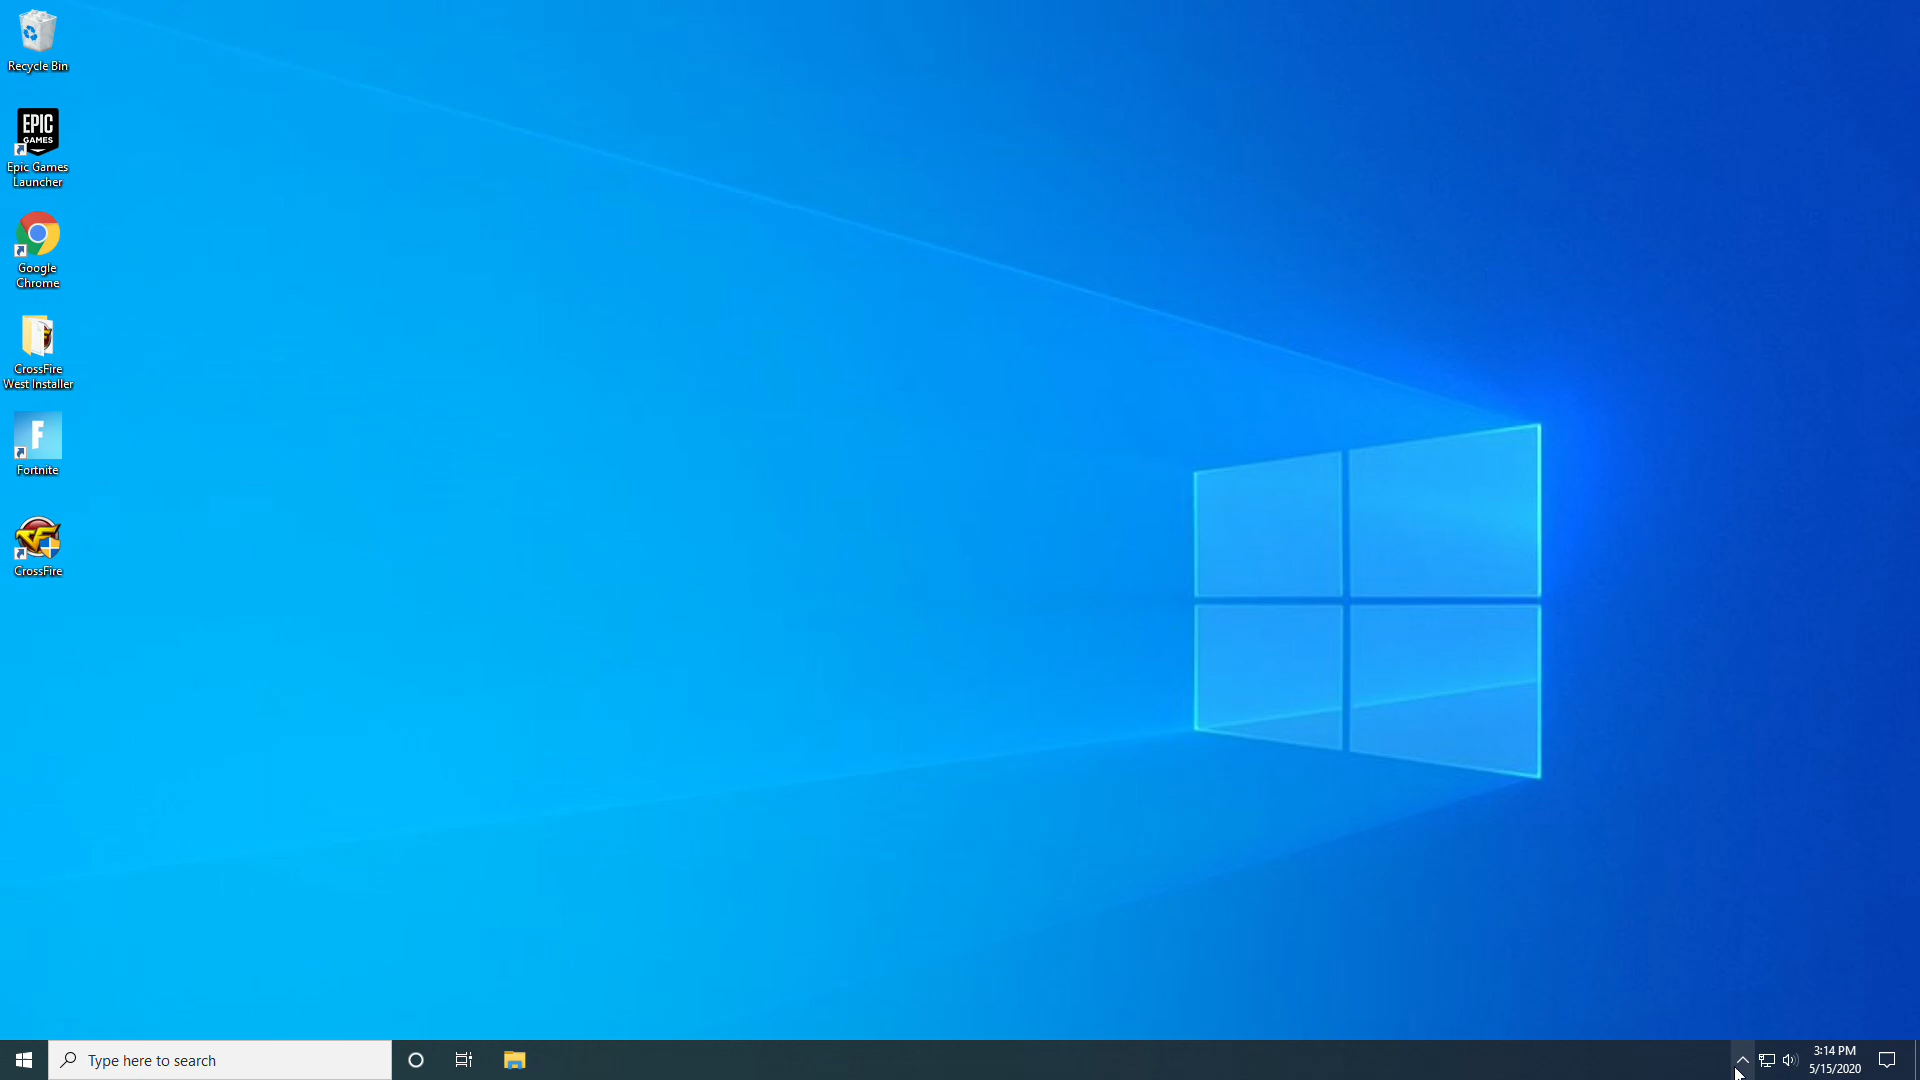 Recycle Bin
EPIC
GAMES
Epic Games
Launcher
Google
Chrome
CrossFire
West Installer
F
Fortnite
CF
CrossFire
Type here to search
3:14 PM
5/15/2020